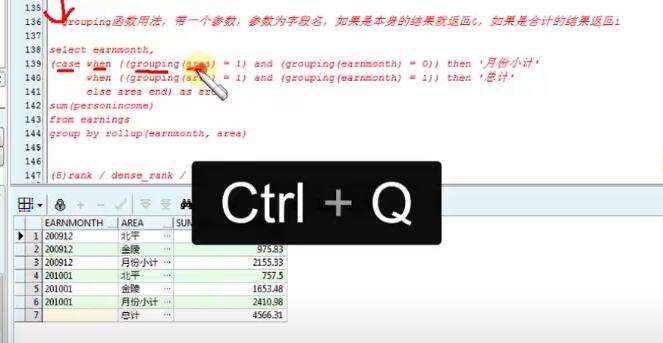 135
136
grouping函数用法，带一个参数，参数为字段名，如果是本身的结果就返回0，如果是合计的结果返回1
137
138 select earnmonth,
139 (case when ((grouping(area) = 1) and (grouping(earnmonth) = 0)) then '月份小计'
140 when ((grouping(area) = 1) and (grouping(earnmonth) = 1)) then '总计'
141 else area end) as area
142 sum(personincome)
143 from earnings
144 group by rollup(earnmonth, area)
145
146
147 (5)rank / dense_rank /
Ctrl + Q
EARNMONTH AREA SUM
1 200912 北平
2 200912 金陵 975.83
3 200912 月份小计 2155.33
4 201001 北平 757.5
5 201001 金陵 1653.48
6 201001 月份小计 2410.98
7 总计 4566.31